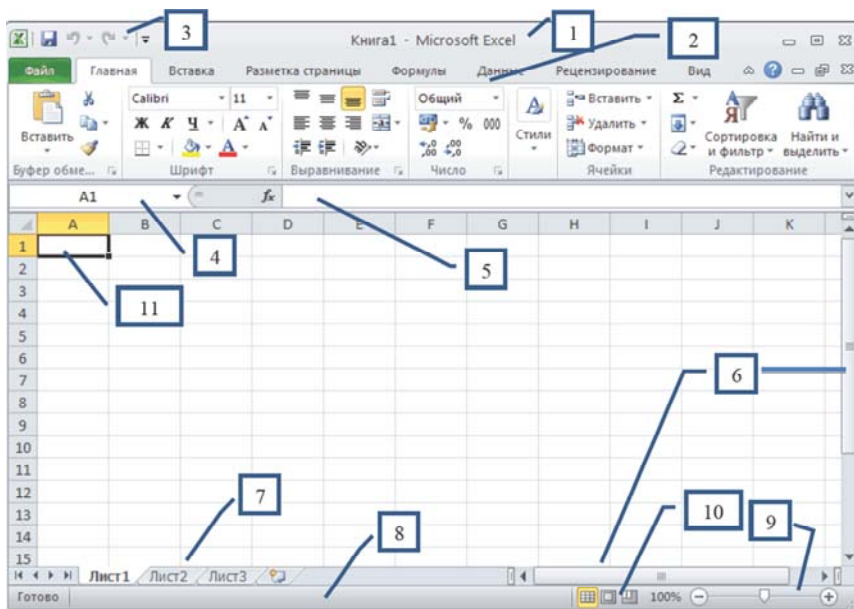 3
Книга1 - Microsoft Excel
1
2
Файл Главная Вставка Разметка страницы Формулы Данные Рецензирование Вид
Вставить
Calibri 11
Ж К Ч А А
А
Общий
% 000
,00 ,00
Стили
Вставить
Удалить
Формат
Σ
Сортировка и фильтр
Найти и выделить
Буфер обме... Шрифт Выравнивание Число Ячейки Редактирование
A1 fx
A B C D E F G H I J K
1
2
3
4
5
6
7
8
9
10
11
12
13
14
15
4
5
11
6
7
8
10
9
Лист1 Лист2 Лист3
Готово 100%